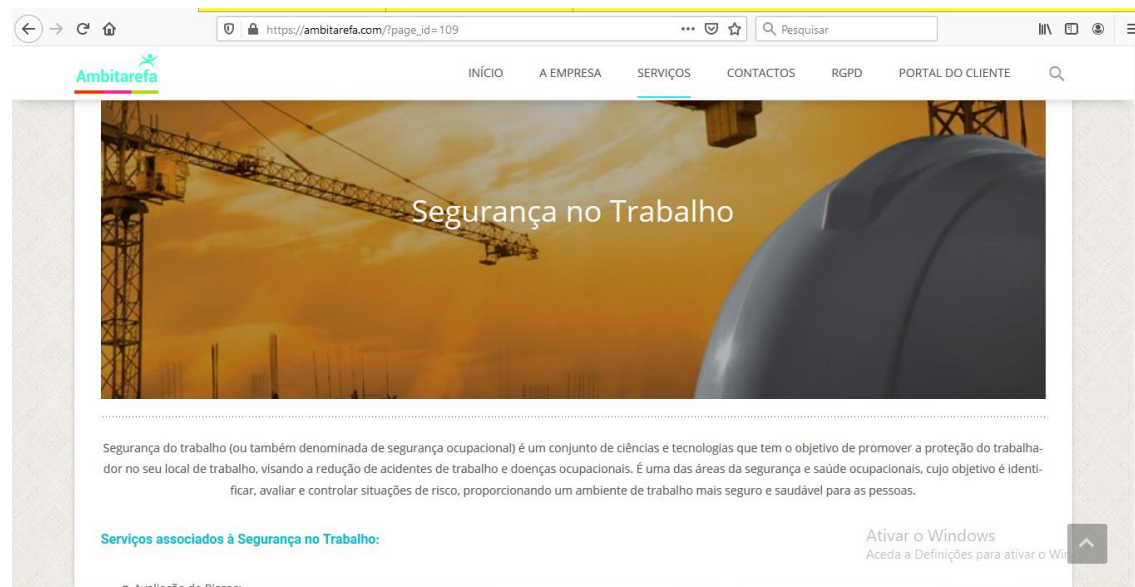 https://ambitarefa.com/?page_id=109
Pesquisar
Ambitarefa
INÍCIO
A EMPRESA
SERVIÇOS
CONTACTOS
RGPD
PORTAL DO CLIENTE
Segurança no Trabalho
Segurança do trabalho (ou também denominada de segurança ocupacional) é um conjunto de ciências e tecnologias que tem o objetivo de promover a proteção do trabalha-
dor no seu local de trabalho, visando a redução de acidentes de trabalho e doenças ocupacionais. É uma das áreas da segurança e saúde ocupacionais, cujo objetivo é identi-
ficar, avaliar e controlar situações de risco, proporcionando um ambiente de trabalho mais seguro e saudável para as pessoas.
Serviços associados à Segurança no Trabalho:
Ativar o Windows
Aceda a Definições para ativar o Win
Avaliação de Riscos;